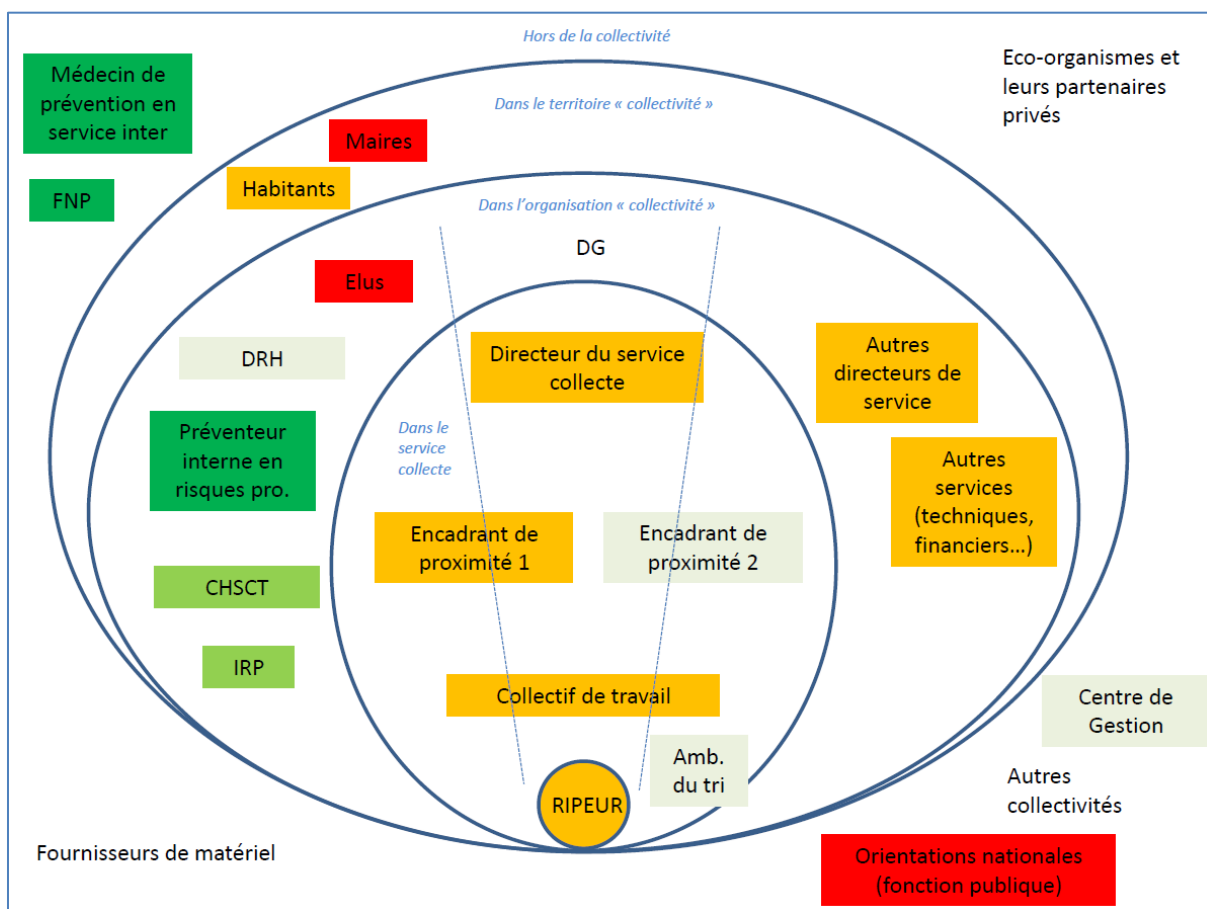 Hors de la collectivité
Médecin de
prévention en
service inter
Eco-organismes et
leurs partenaires
privés
Dans le territoire « collectivité »
Maires
Habitants
FNP
Dans l’organisation « collectivité »
DG
Elus
DRH
Directeur du service
collecte
Autres
directeurs de
service
Préventeur
interne en
risques pro.
Dans le
service
collecte
Autres
services
(techniques,
financiers…)
Encadrant de
proximité 1
Encadrant de
proximité 2
CHSCT
IRP
Collectif de travail
Centre de
Gestion
Amb.
du tri
RIPEUR
Autres
collectivités
Fournisseurs de matériel
Orientations nationales
(fonction publique)